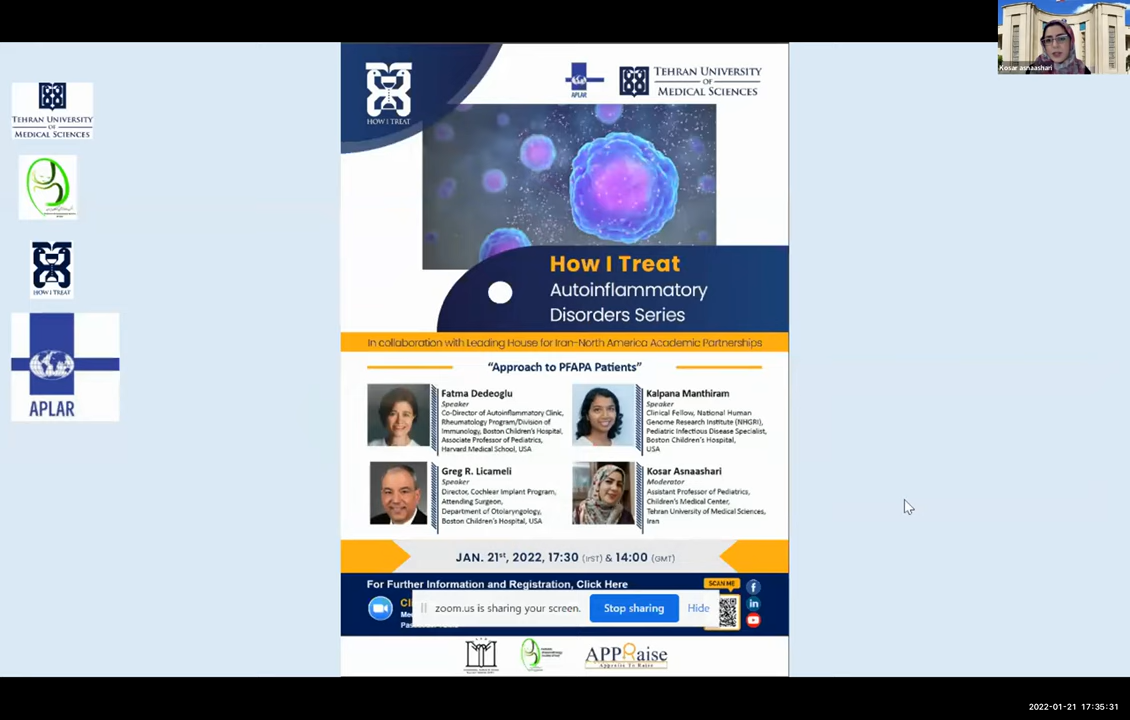 Kosar asnaashari
TEHRAN UNIVERSITY
OF
MEDICAL SCIENCES
HOW I TREAT
APLAR
HOW I TREAT
APLAR
TEHRAN UNIVERSITY
OF
MEDICAL SCIENCES
How I Treat
Autoinflammatory
Disorders Series
In collaboration with Leading House for Iran-North America Academic Partnerships
"Approach to PFAPA Patients"
Fatma Dedeoglu
Speaker
Co-Director of Autoinflammatory Clinic,
Rheumatology Program/Division of
Immunology, Boston Children's Hospital,
Associate Professor of Pediatrics,
Harvard Medical School, USA
Kalpana Manthiram
Speaker
Clinical Fellow, National Human
Genome Research Institute (NHGRI),
Pediatric Infectious Disease Specialist,
Boston Children's Hospital,
USA
Greg R. Licameli
Speaker
Director, Cochlear Implant Program,
Attending Surgeon,
Department of Otolaryngology,
Boston Children's Hospital, USA
Kosar Asnaashari
Moderator
Assistant Professor of Pediatrics,
Children's Medical Center,
Tehran University of Medical Sciences,
Iran
JAN. 21st, 2022, 17:30 (IrST) & 14:00 (GMT)
For Further Information and Registration, Click Here
SCAN ME
zoom.us is sharing your screen.
Stop sharing
Hide
APPRaise
Apprise To Raise
2022-01-21 17:35:31